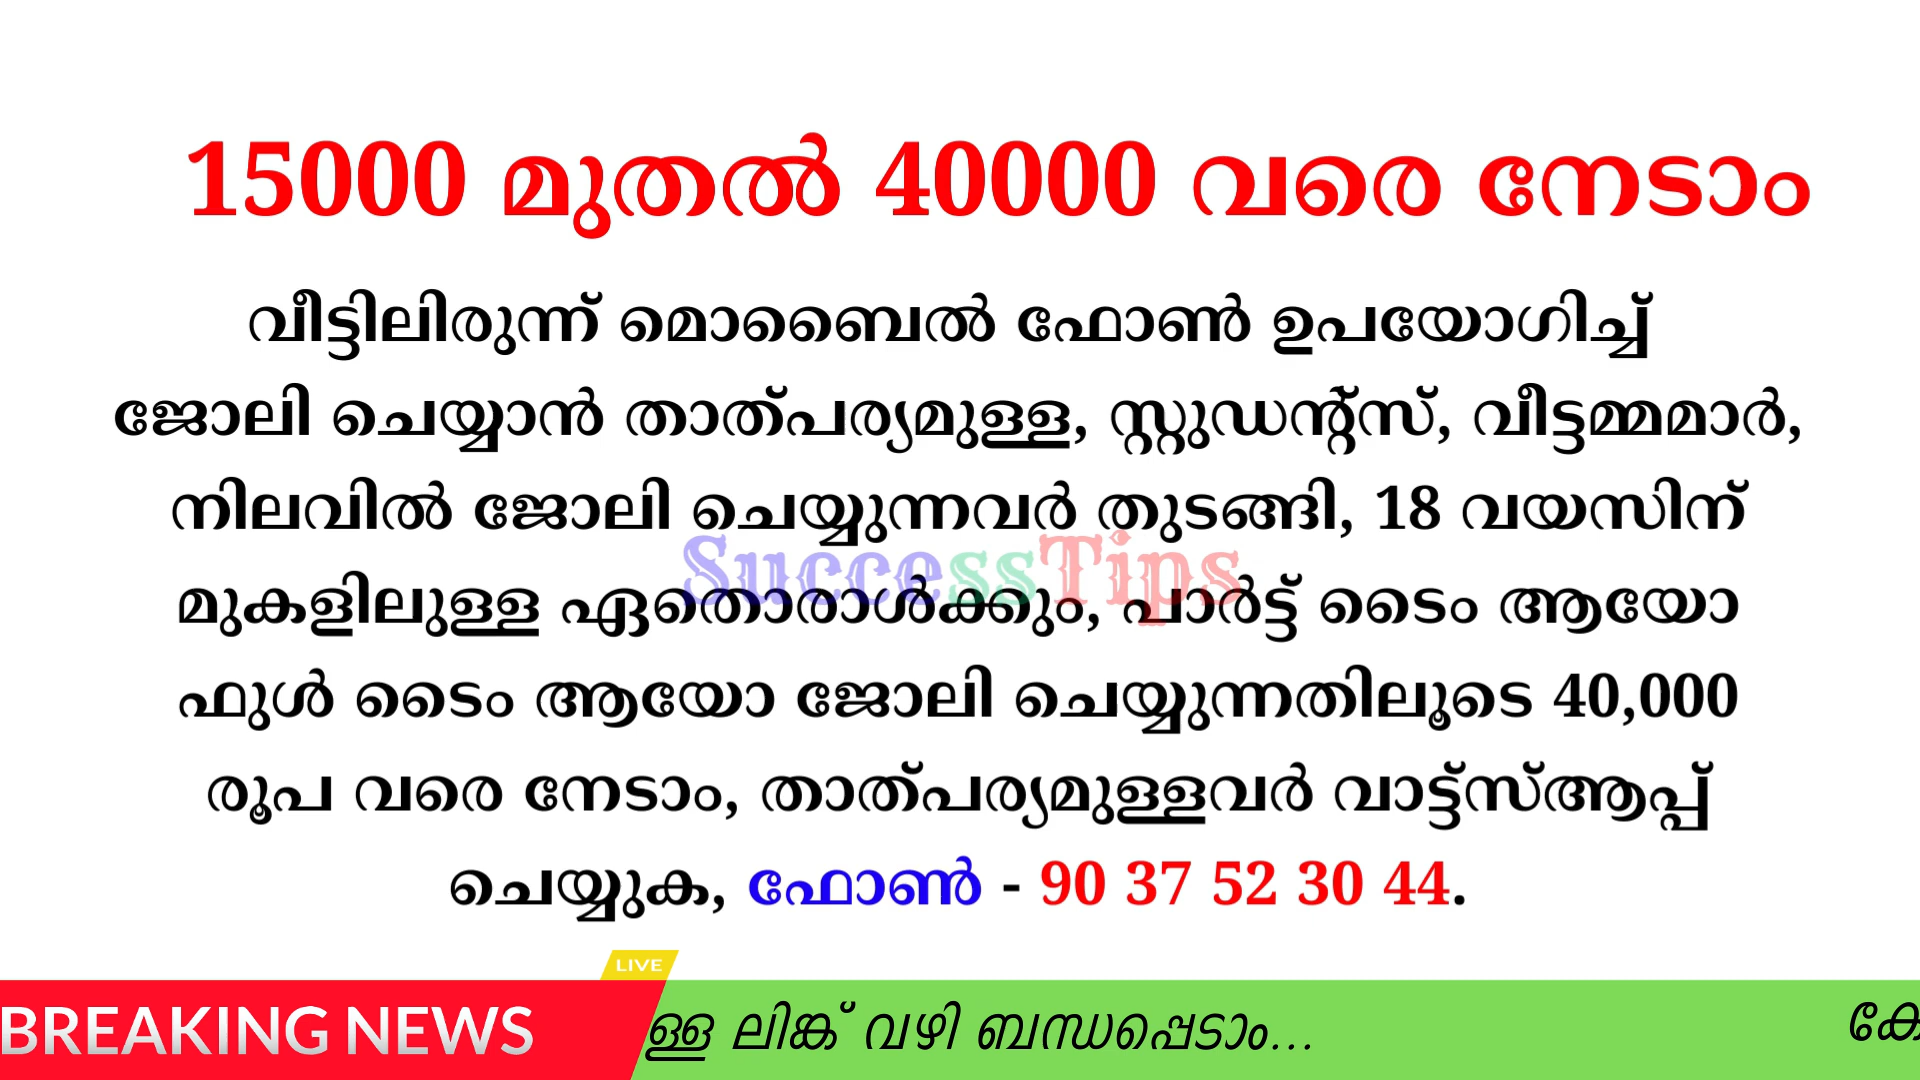 15000 മുതൽ 40000 വരെ നേടാം
വീട്ടിലിരുന്ന് മൊബൈൽ ഫോൺ ഉപയോഗിച്ച്
ജോലി ചെയ്യാൻ താത്പര്യമുള്ള, സ്റ്റുഡന്റ്സ്, വീട്ടമ്മമാർ,
നിലവിൽ ജോലി ചെയ്യുന്നവർ തുടങ്ങി, 18 വയസിന്
SuccessTips
മുകളിലുള്ള ഏതൊരാൾക്കും, പാർട്ട് ടൈം ആയോ
ഫുൾ ടൈം ആയോ ജോലി ചെയ്യുന്നതിലൂടെ 40,000
രൂപ വരെ നേടാം, താത്പര്യമുള്ളവർ വാട്ട്സ്ആപ്പ്
ചെയ്യുക, ഫോൺ - 90 37 52 30 44.
LIVE
BREAKING NEWS ള്ള ലിങ്ക് വഴി ബന്ധപ്പെടാം... കേ